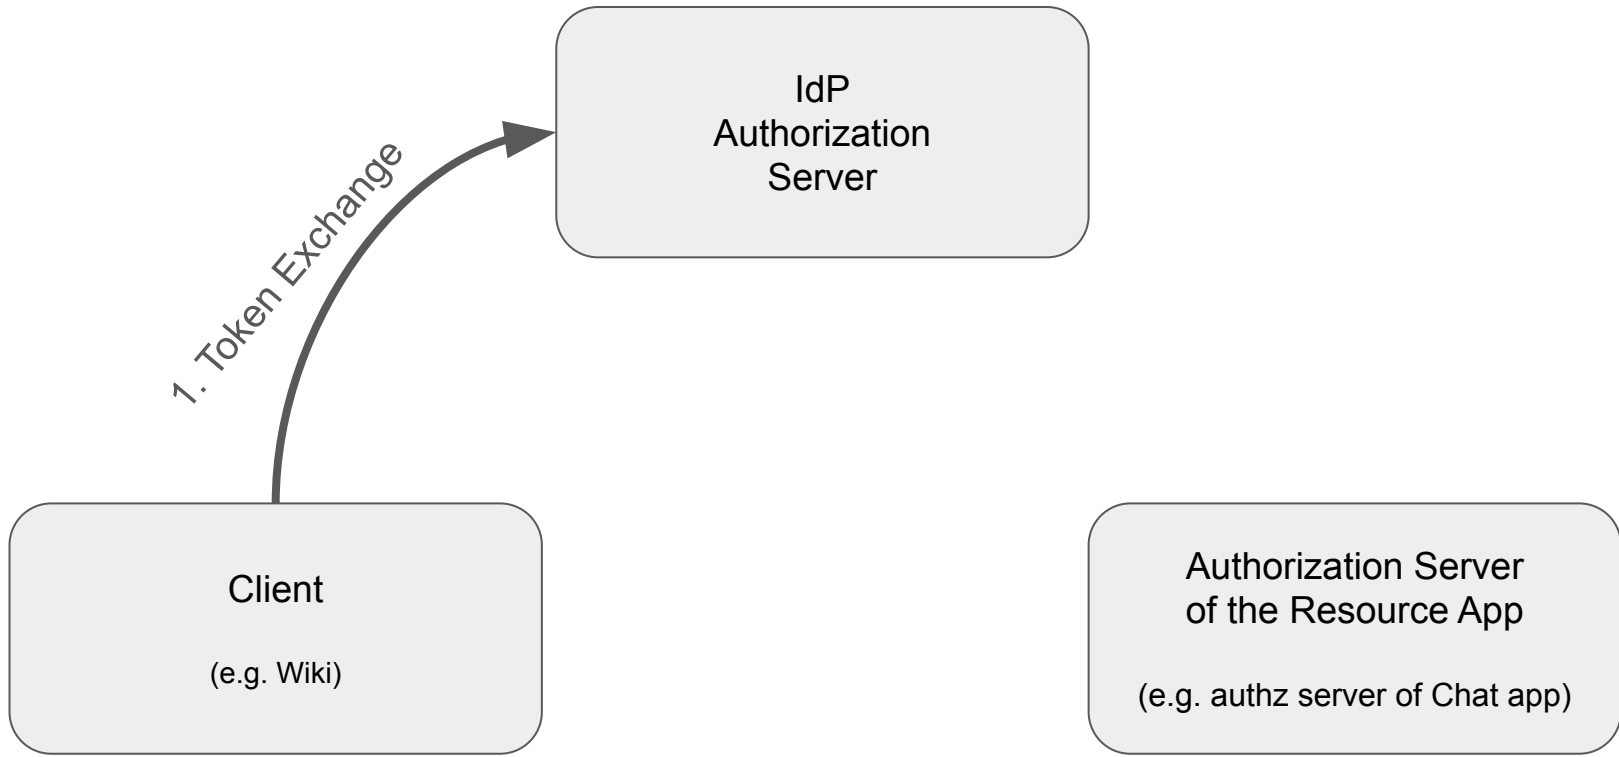 IdP
Authorization
Server
1. Token Exchange
Client
(e.g. Wiki)
Authorization Server
of the Resource App
(e.g. authz server of Chat app)